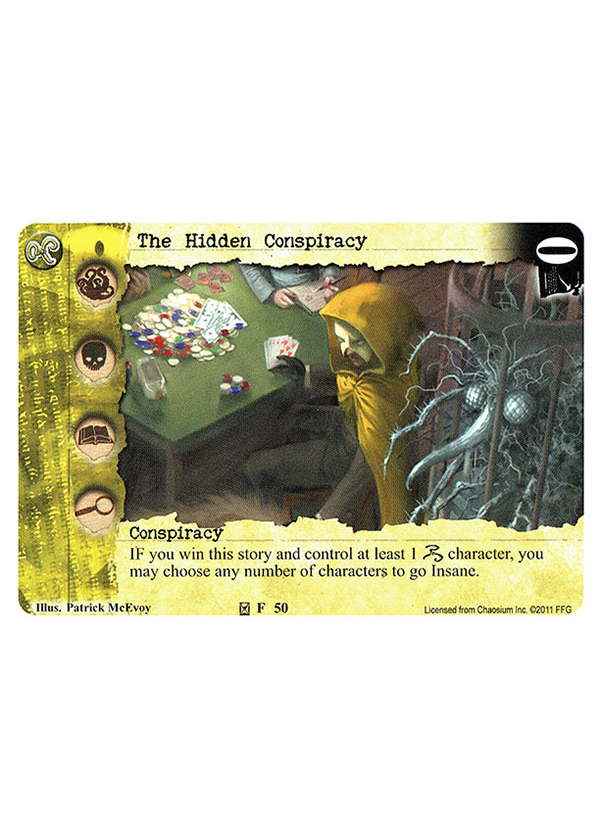 The Hidden Conspiracy
0
Conspiracy
IF you win this story and control at least 1 character, you
may choose any number of characters to go Insane.
Illus. Patrick McEvoy F 50 Licensed from Chaosium Inc. ©2011 FFG